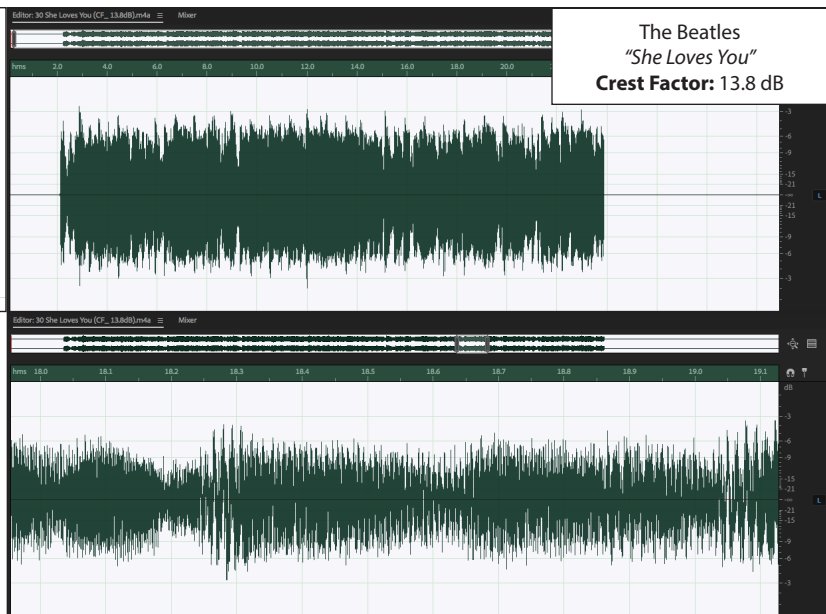 Editor: 30 She Loves You (CF_ 13.8dB).m4a ☰ Mixer
The Beatles
“She Loves You”
Crest Factor: 13.8 dB
hms 2.0 4.0 6.0 8.0 10.0 12.0 14.0 16.0 18.0 20.0
-3
-6
-9
-15
-21
-∞
L
-21
-15
-9
-6
-3
Editor: 30 She Loves You (CF_ 13.8dB).m4a ☰ Mixer
hms 18.0 18.1 18.2 18.3 18.4 18.5 18.6 18.7 18.8 18.9 19.0 19.1
dB
-3
-6
-9
-15
-21
-∞
L
-21
-15
-9
-6
-3